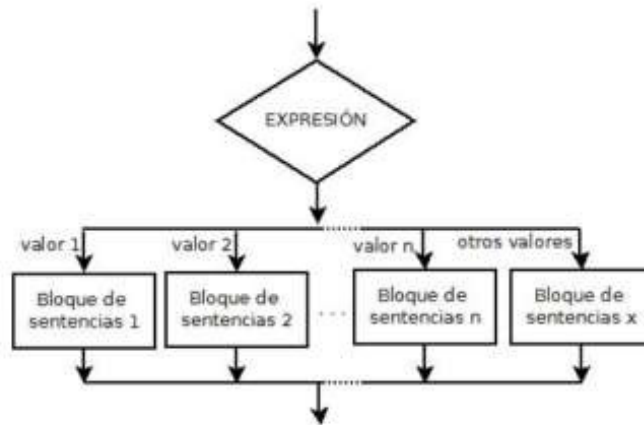 EXPRESIÓN
valor 1
valor 2
valor n
otros valores
Bloque de
sentencias 1
Bloque de
sentencias 2
. . .
Bloque de
sentencias n
Bloque de
sentencias x